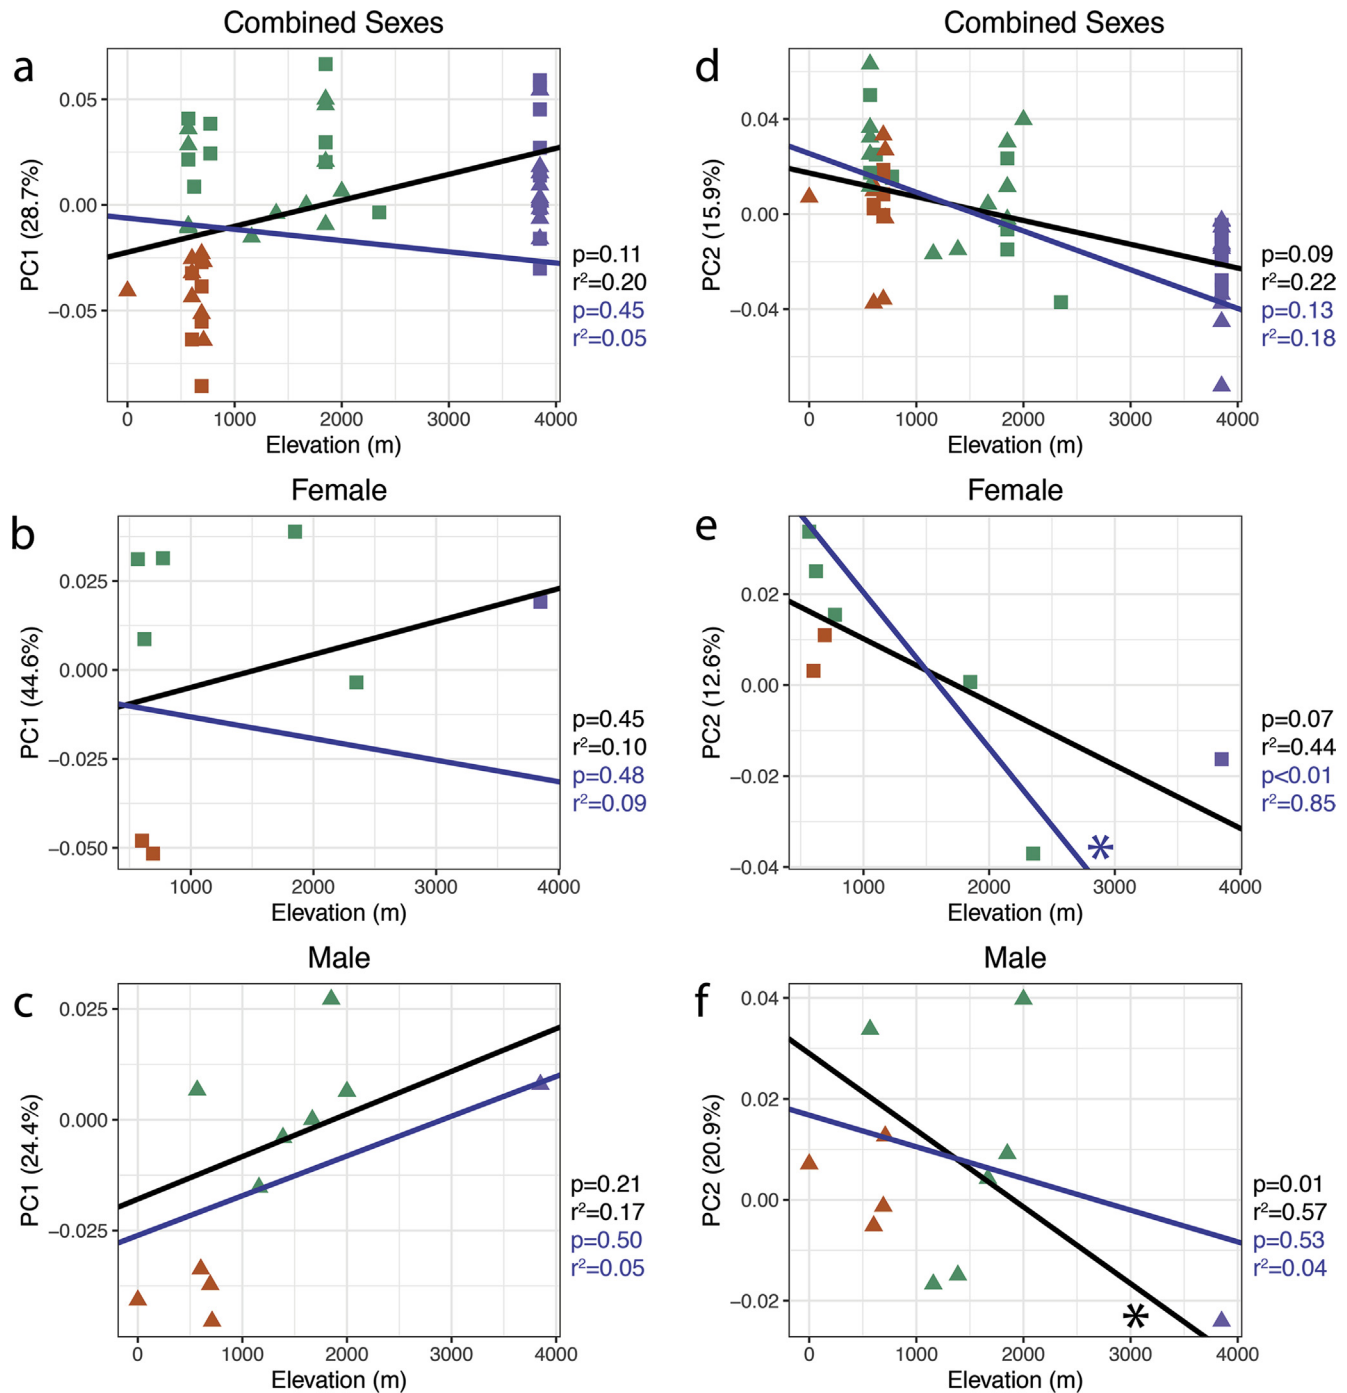 Combined Sexes
a
PC1 (28.7%)
0.05
0.00
−0.05
0
1000
2000
3000
4000
Elevation (m)
p=0.11
r²=0.20
p=0.45
r²=0.05
Combined Sexes
d
PC2 (15.9%)
0.04
0.00
−0.04
0
1000
2000
3000
4000
Elevation (m)
p=0.09
r²=0.22
p=0.13
r²=0.18
Female
b
PC1 (44.6%)
0.025
0.000
−0.025
−0.050
1000
2000
3000
4000
Elevation (m)
p=0.45
r²=0.10
p=0.48
r²=0.09
Female
e
PC2 (12.6%)
0.02
0.00
−0.02
−0.04
*
1000
2000
3000
4000
Elevation (m)
p=0.07
r²=0.44
p<0.01
r²=0.85
Male
c
PC1 (24.4%)
0.025
0.000
−0.025
0
1000
2000
3000
4000
Elevation (m)
p=0.21
r²=0.17
p=0.50
r²=0.05
Male
f
PC2 (20.9%)
0.04
0.02
0.00
−0.02
*
0
1000
2000
3000
4000
Elevation (m)
p=0.01
r²=0.57
p=0.53
r²=0.04